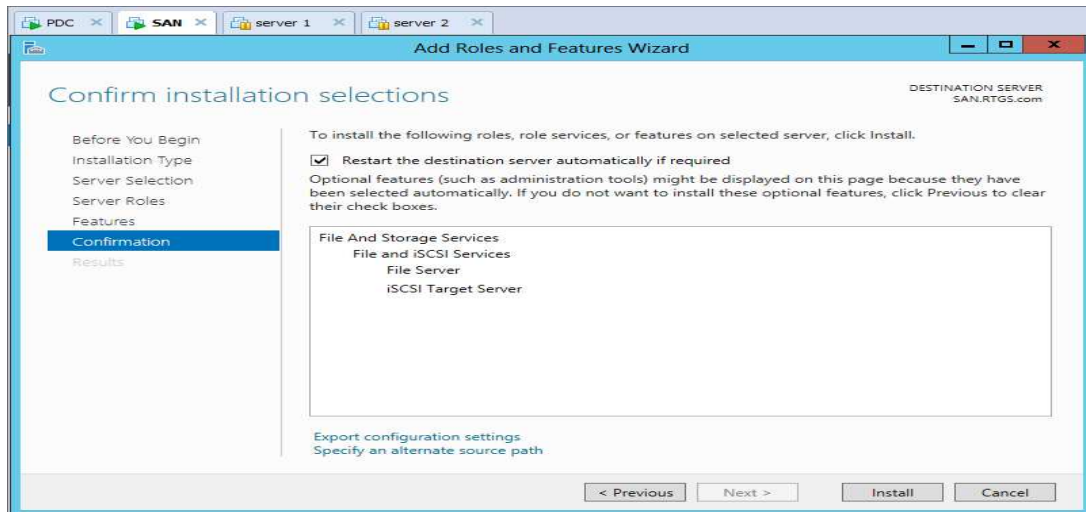 PDC
SAN
server 1
server 2
Add Roles and Features Wizard
Confirm installation selections
DESTINATION SERVER
SAN.RTGS.com
Before You Begin
Installation Type
Server Selection
Server Roles
Features
Confirmation
Results
To install the following roles, role services, or features on selected server, click Install.
Restart the destination server automatically if required
Optional features (such as administration tools) might be displayed on this page because they have
been selected automatically. If you do not want to install these optional features, click Previous to clear
their check boxes.
File And Storage Services
File and iSCSI Services
File Server
iSCSI Target Server
Export configuration settings
Specify an alternate source path
< Previous
Next >
Install
Cancel